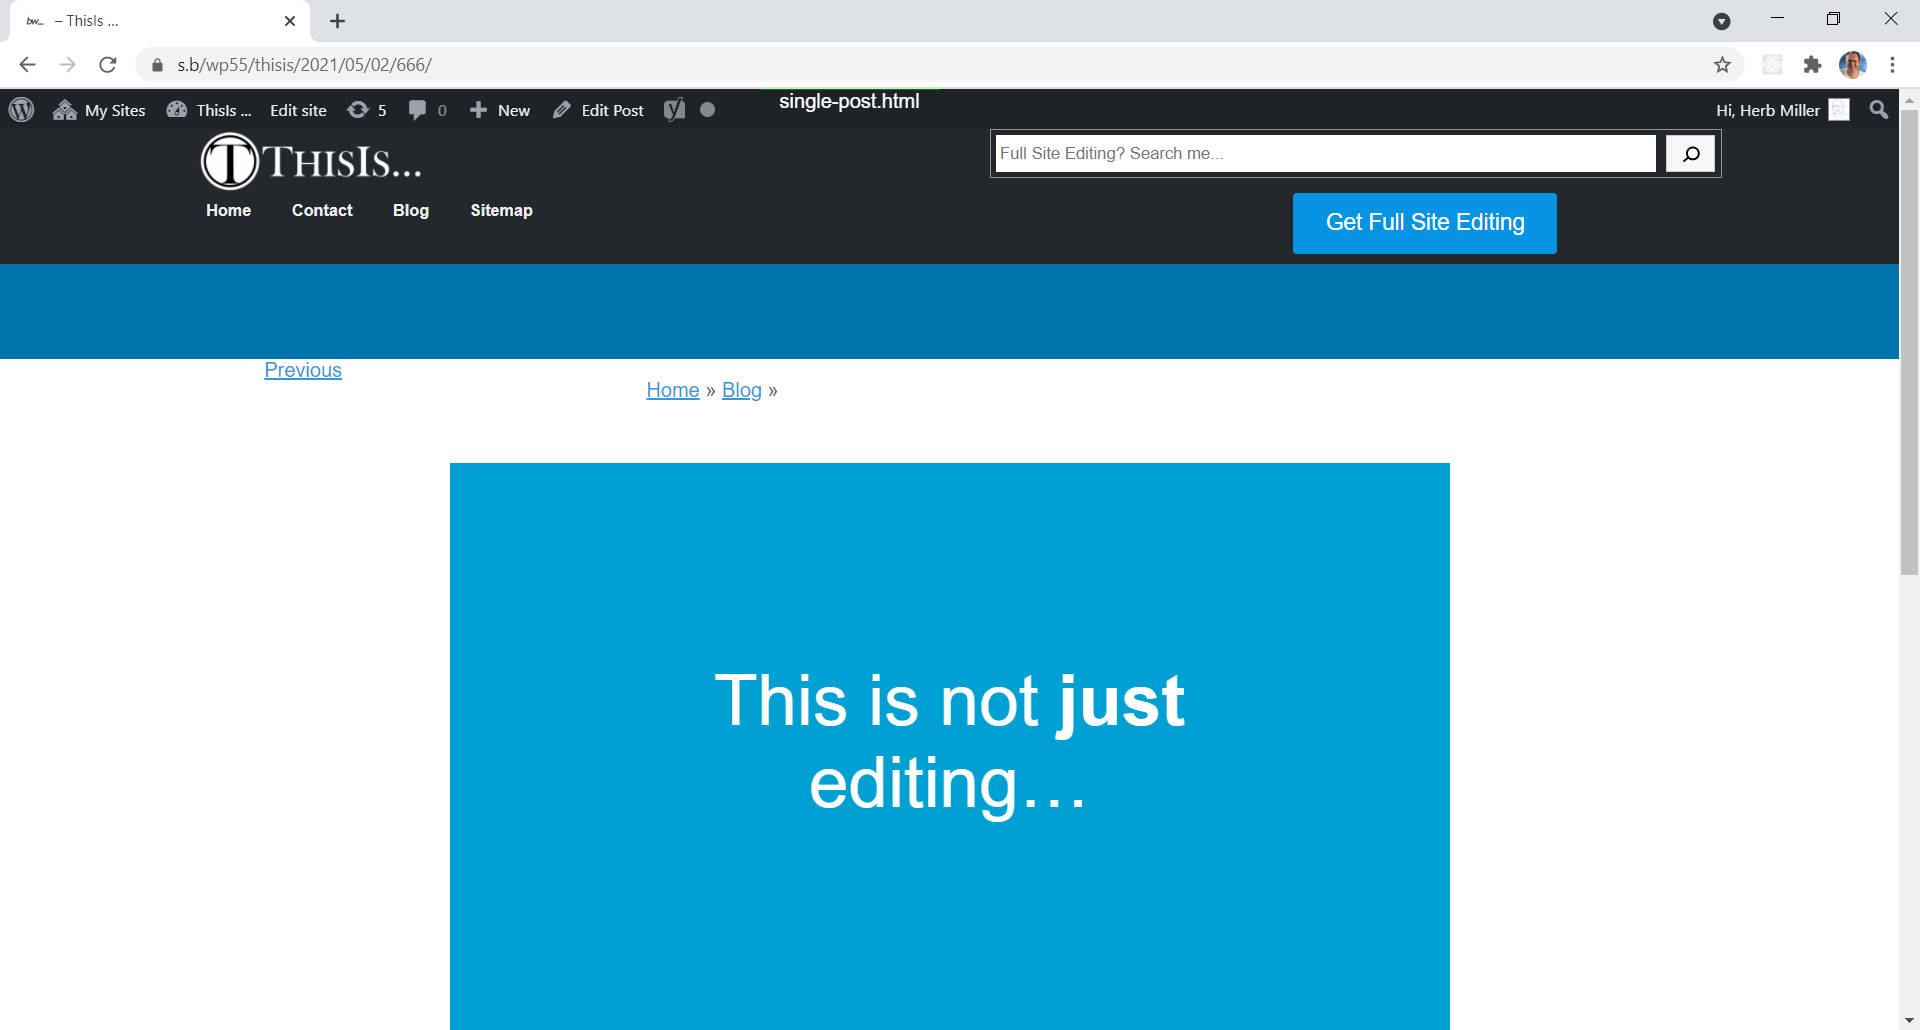 bw_ – ThisIs ...
s.b/wp55/thisis/2021/05/02/666/
My Sites ThisIs ... Edit site 5 0 New Edit Post single-post.html Hi, Herb Miller
T THISIS...
Full Site Editing? Search me...
Home Contact Blog Sitemap
Get Full Site Editing
Previous
Home » Blog »
This is not just
editing…